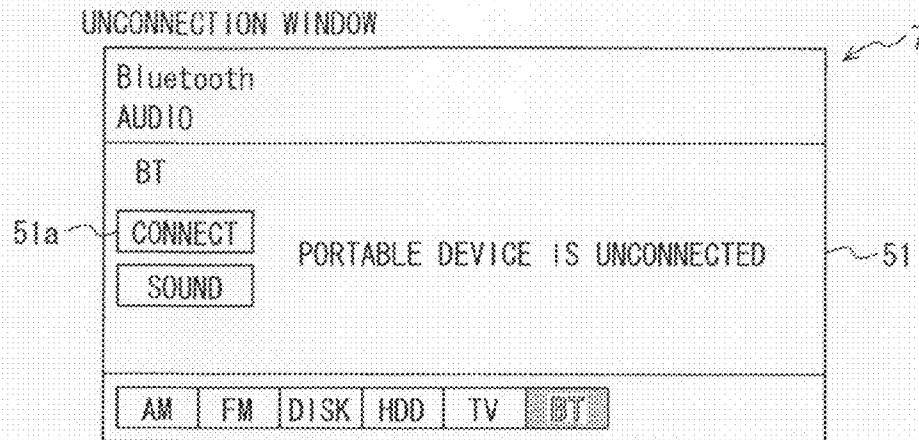 UNCONNECTION WINDOW
7
Bluetooth
AUDIO
BT
51a
CONNECT
PORTABLE DEVICE IS UNCONNECTED
51
SOUND
AM FM DISK HDD TV BT